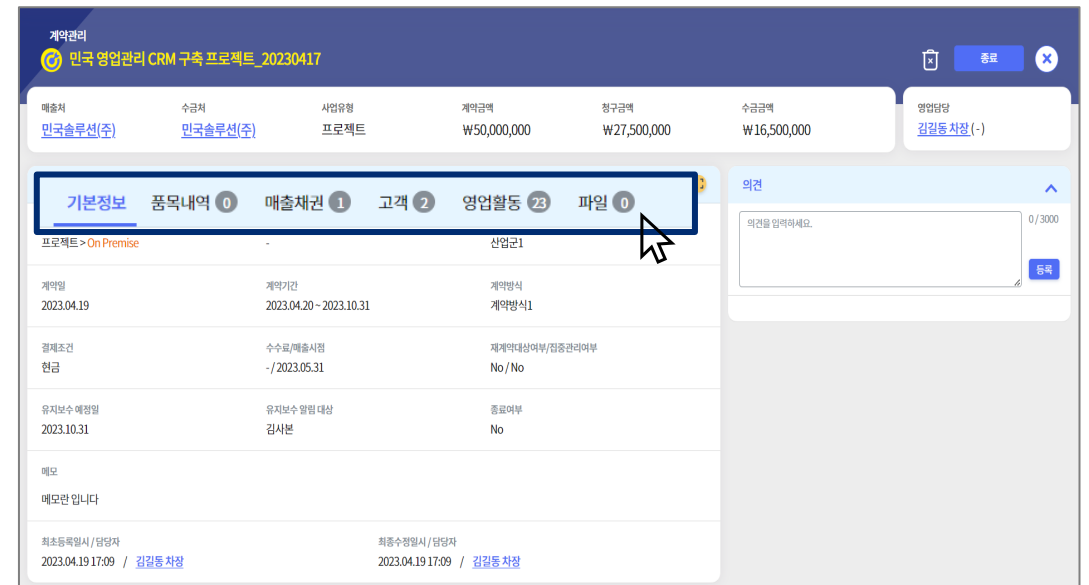 계약관리
민국 영업관리 CRM 구축 프로젝트_20230417
종료
매출처 수금처 사업유형 계약금액 청구금액 수금금액 영업담당
민국솔루션(주) 민국솔루션(주) 프로젝트 ₩50,000,000 ₩27,500,000 ₩16,500,000 김길동 차장 (-)
기본정보 품목내역 0 매출채권 1 고객 2 영업활동 23 파일 0
프로젝트 > On Premise - 산업군1
계약일 계약기간 계약방식
2023.04.19 2023.04.20 ~ 2023.10.31 계약방식1
결제조건 수수료/매출시점 재계약대상여부/집중관리여부
현금 - / 2023.05.31 No / No
유지보수 예정일 유지보수 알림 대상 종료여부
2023.10.31 김사본 No
메모
메모란 입니다
최초등록일시 / 담당자 최종수정일시 / 담당자
2023.04.19 17:09 / 김길동 차장 2023.04.19 17:09 / 김길동 차장
의견
의견을 입력하세요. 0 / 3000
등록